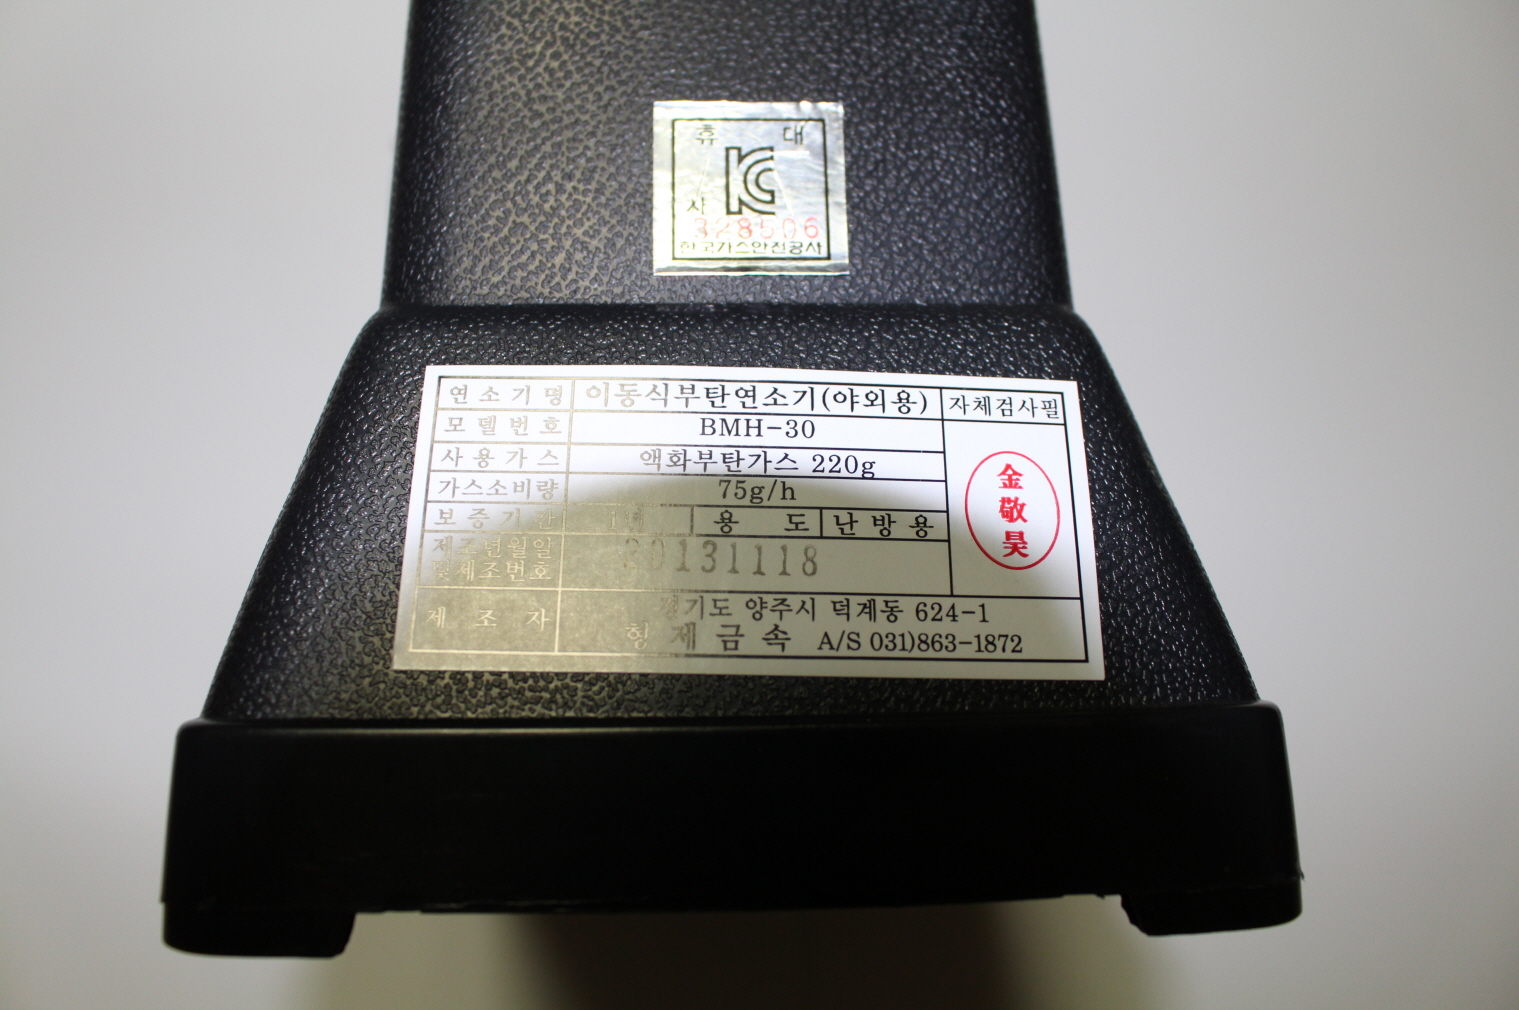 휴 대
KC
사
328506
한국가스안전공사
연소기명 이동식부탄연소기(야외용) 자체검사필
모델번호 BMH-30
사용가스 액화부탄가스 220g
가스소비량 75g/h
金敬昊
보증기간 1년 용도 난방용
제조년월일 20131118
및제조번호
제조자 경기도 양주시 덕계동 624-1
형제금속 A/S 031)863-1872